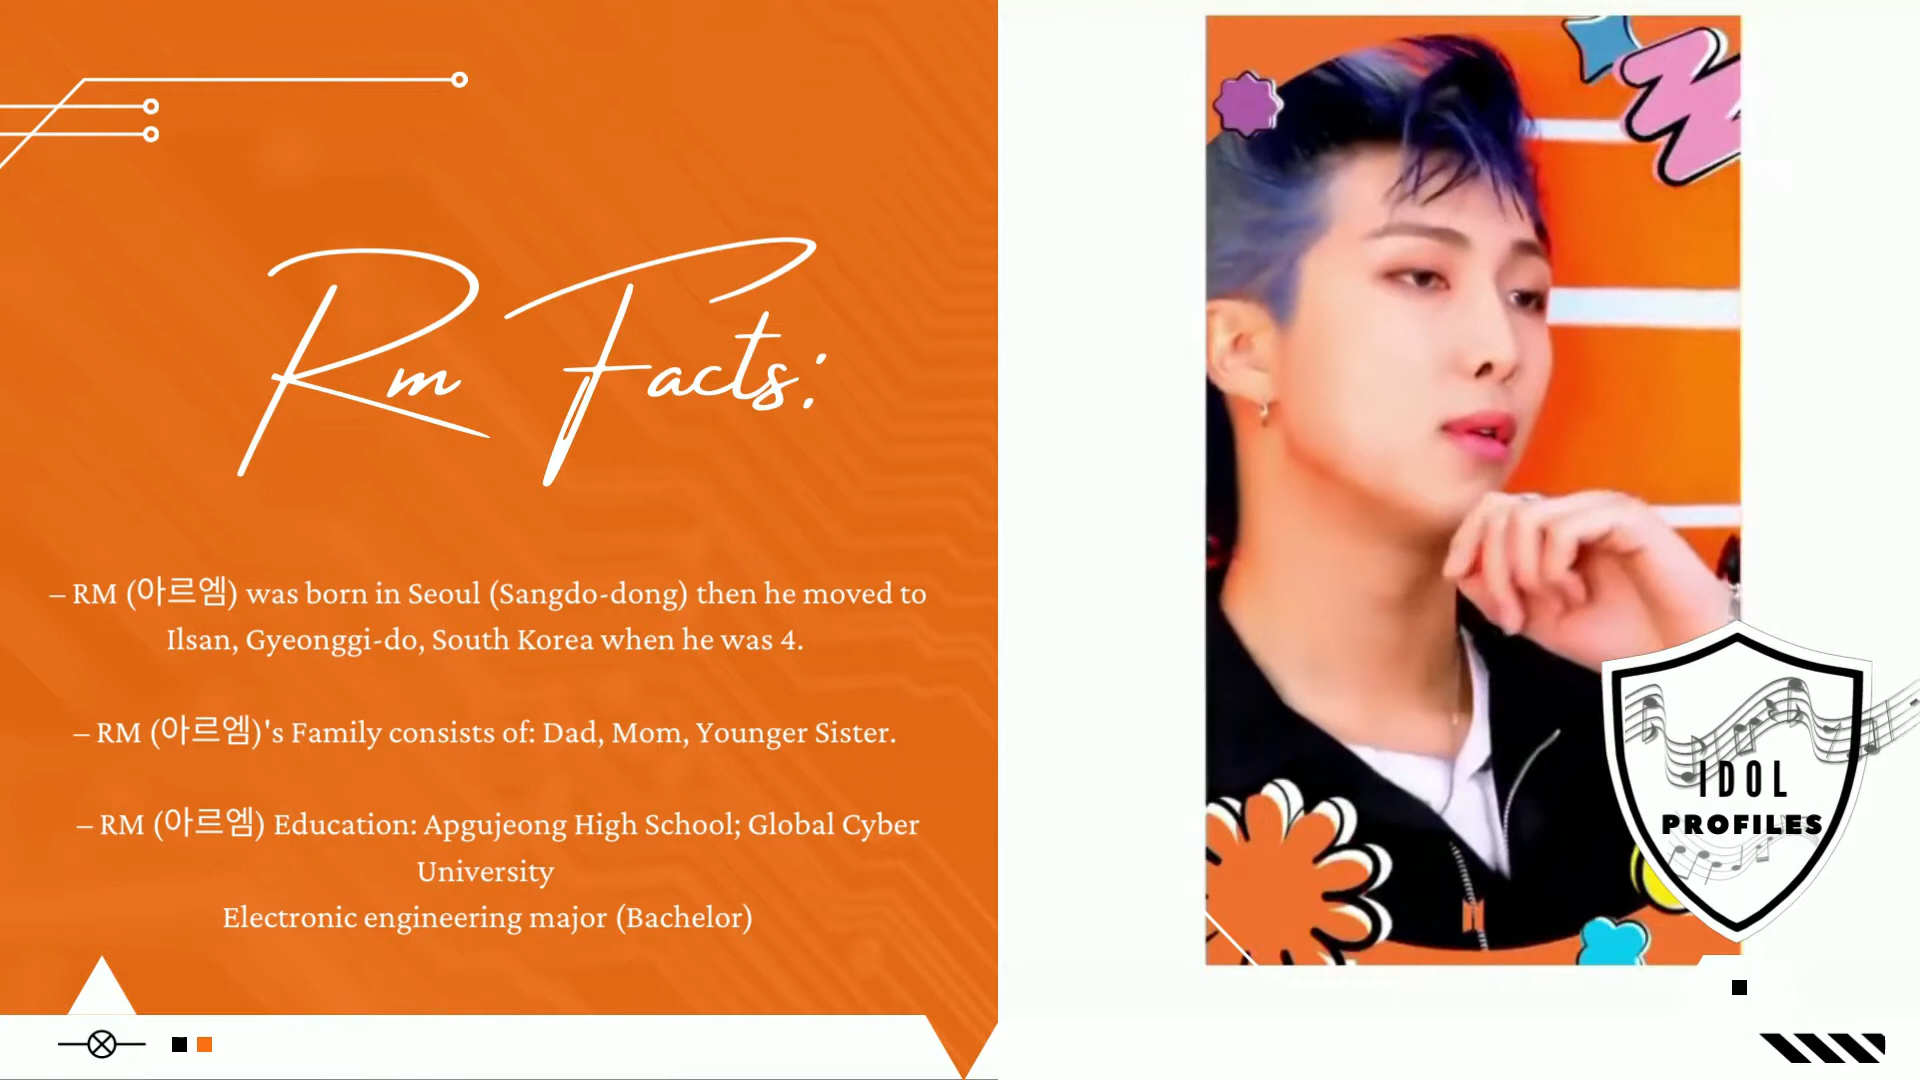 Rm Facts:
– RM (아르엠) was born in Seoul (Sangdo-dong) then he moved to
Ilsan, Gyeonggi-do, South Korea when he was 4.
– RM (아르엠)'s Family consists of: Dad, Mom, Younger Sister.
– RM (아르엠) Education: Apgujeong High School; Global Cyber
University
Electronic engineering major (Bachelor)
IDOL
PROFILES